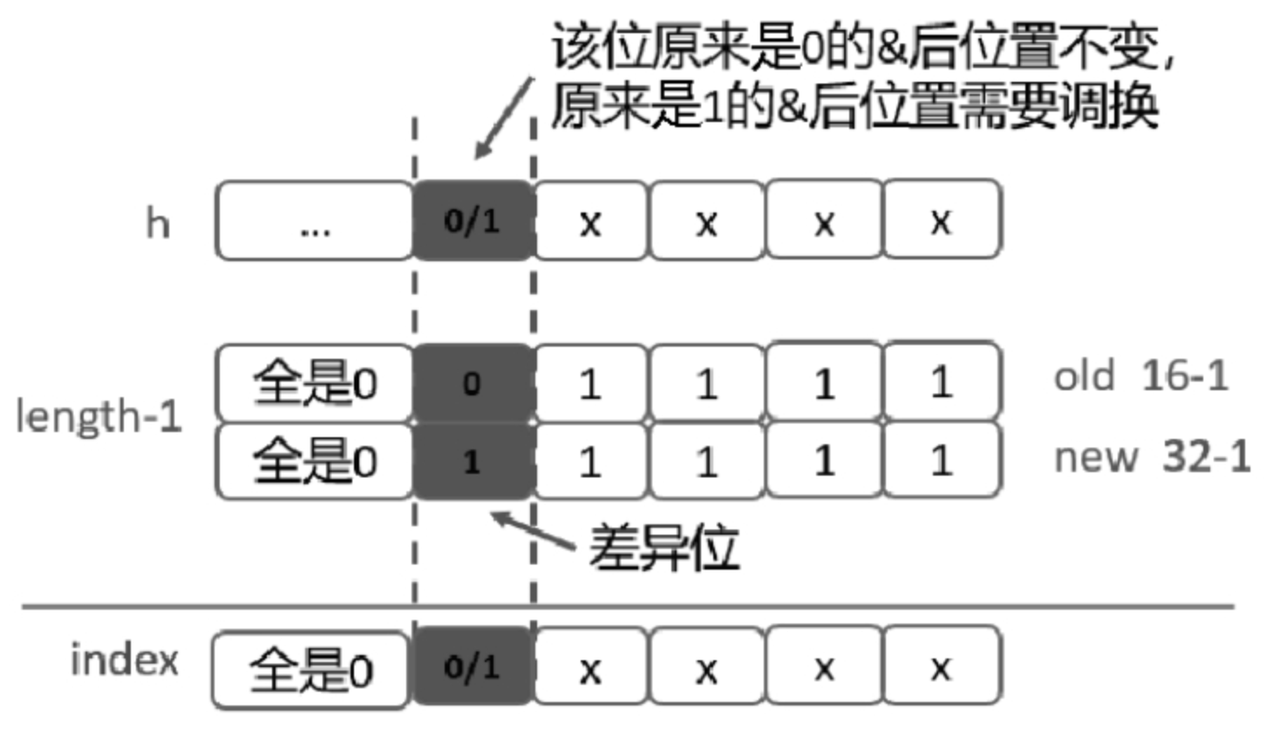 该位原来是0的&后位置不变,
原来是1的&后位置需要调换
h ... 0/1 x x x x
全是0 0 1 1 1 1 old 16-1
length-1
全是0 1 1 1 1 1 new 32-1
差异位
index 全是0 0/1 x x x x